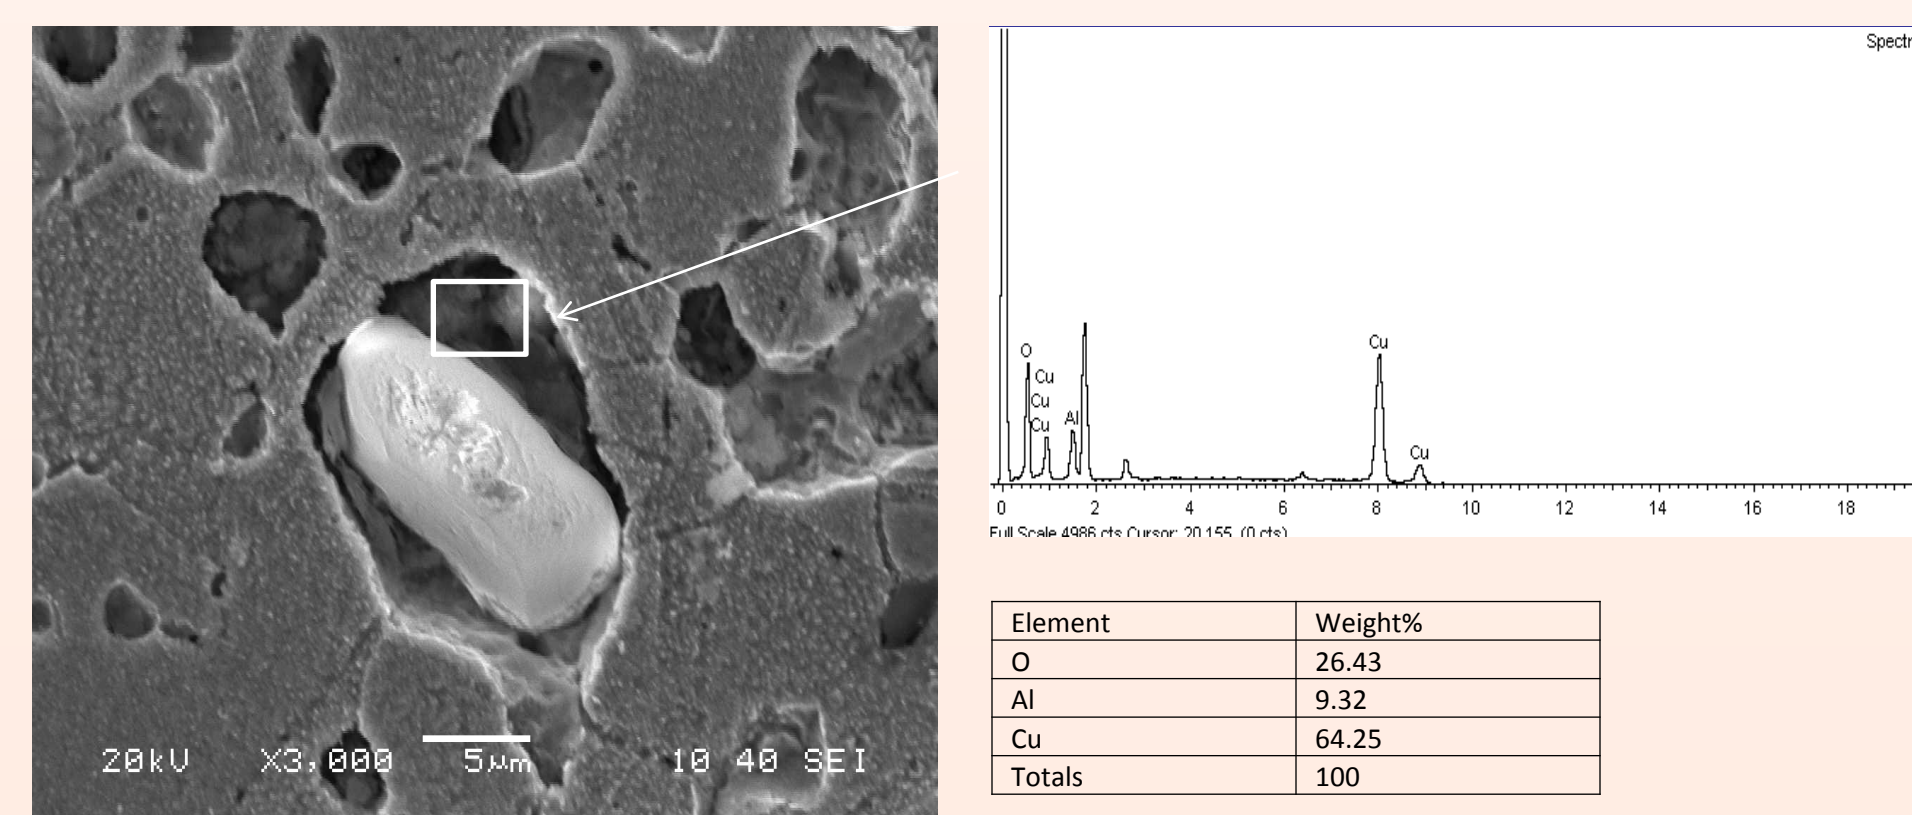 20kV X3,000 5µm 10 40 SEI
Spectr
O
Cu
Cu
Cu
Al
Cu
Cu
0 2 4 6 8 10 12 14 16 18
Full Scale 4986 cts Cursor: 20.155 (0 cts)
Element Weight%
O 26.43
Al 9.32
Cu 64.25
Totals 100